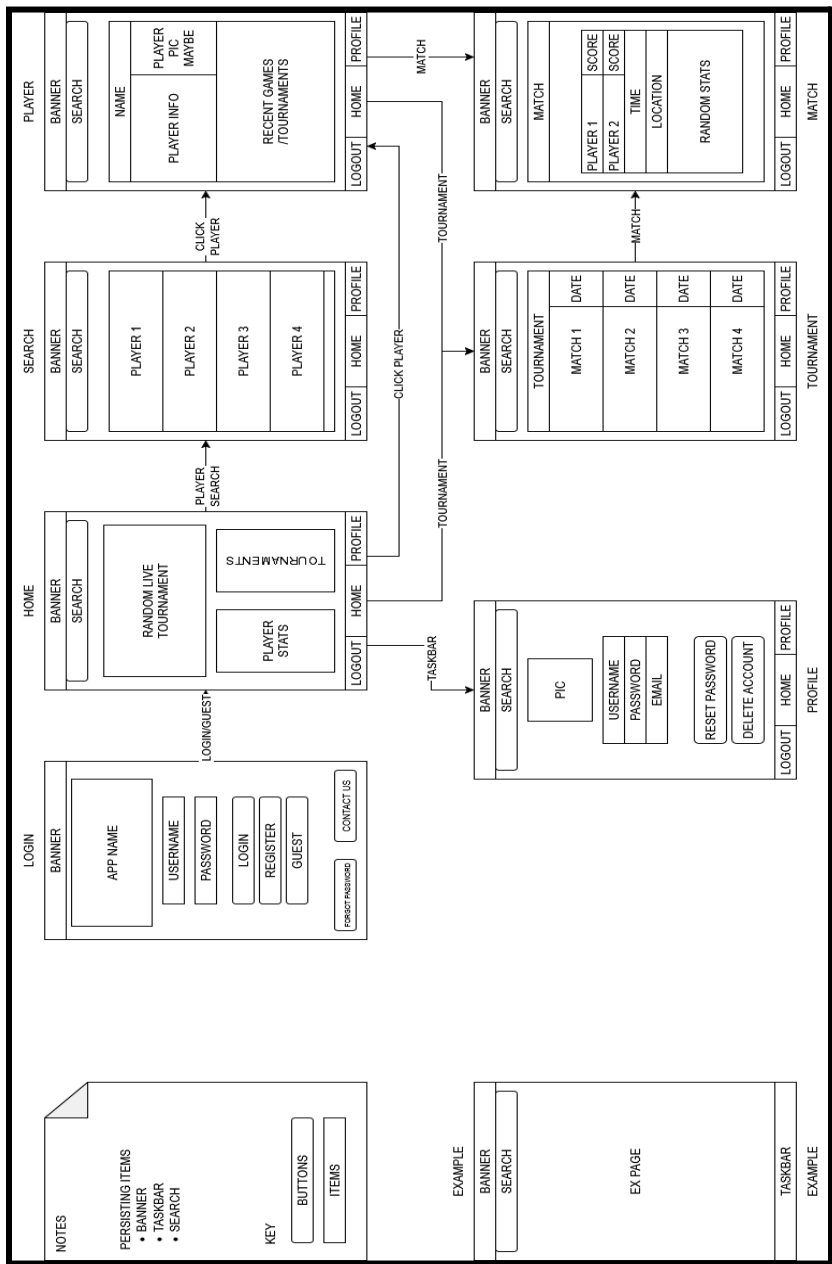 NOTES
PERSISTING ITEMS
• BANNER
• TASKBAR
• SEARCH
KEY
BUTTONS
ITEMS
LOGIN
BANNER
APP NAME
USERNAME
PASSWORD
LOGIN
REGISTER
GUEST
FORGOT PASSWORD
CONTACT US
LOGIN/GUEST
HOME
BANNER
SEARCH
RANDOM LIVE
TOURNAMENT
PLAYER
STATS
TOURNAMENTS
LOGOUT
HOME
PROFILE
PLAYER
SEARCH
SEARCH
BANNER
SEARCH
PLAYER 1
PLAYER 2
PLAYER 3
PLAYER 4
LOGOUT
HOME
PROFILE
CLICK
PLAYER
PLAYER
BANNER
SEARCH
NAME
PLAYER INFO
PLAYER
PIC
MAYBE
RECENT GAMES
/TOURNAMENTS
LOGOUT
HOME
PROFILE
CLICK PLAYER
TASKBAR
TOURNAMENT
TOURNAMENT
MATCH
EXAMPLE
BANNER
SEARCH
EX PAGE
TASKBAR
EXAMPLE
BANNER
SEARCH
PIC
USERNAME
PASSWORD
EMAIL
RESET PASSWORD
DELETE ACCOUNT
LOGOUT
HOME
PROFILE
PROFILE
BANNER
SEARCH
TOURNAMENT
MATCH 1 DATE
MATCH 2 DATE
MATCH 3 DATE
MATCH 4 DATE
LOGOUT
HOME
PROFILE
TOURNAMENT
MATCH
BANNER
SEARCH
MATCH
PLAYER 1 SCORE
PLAYER 2 SCORE
TIME
LOCATION
RANDOM STATS
LOGOUT
HOME
PROFILE
MATCH